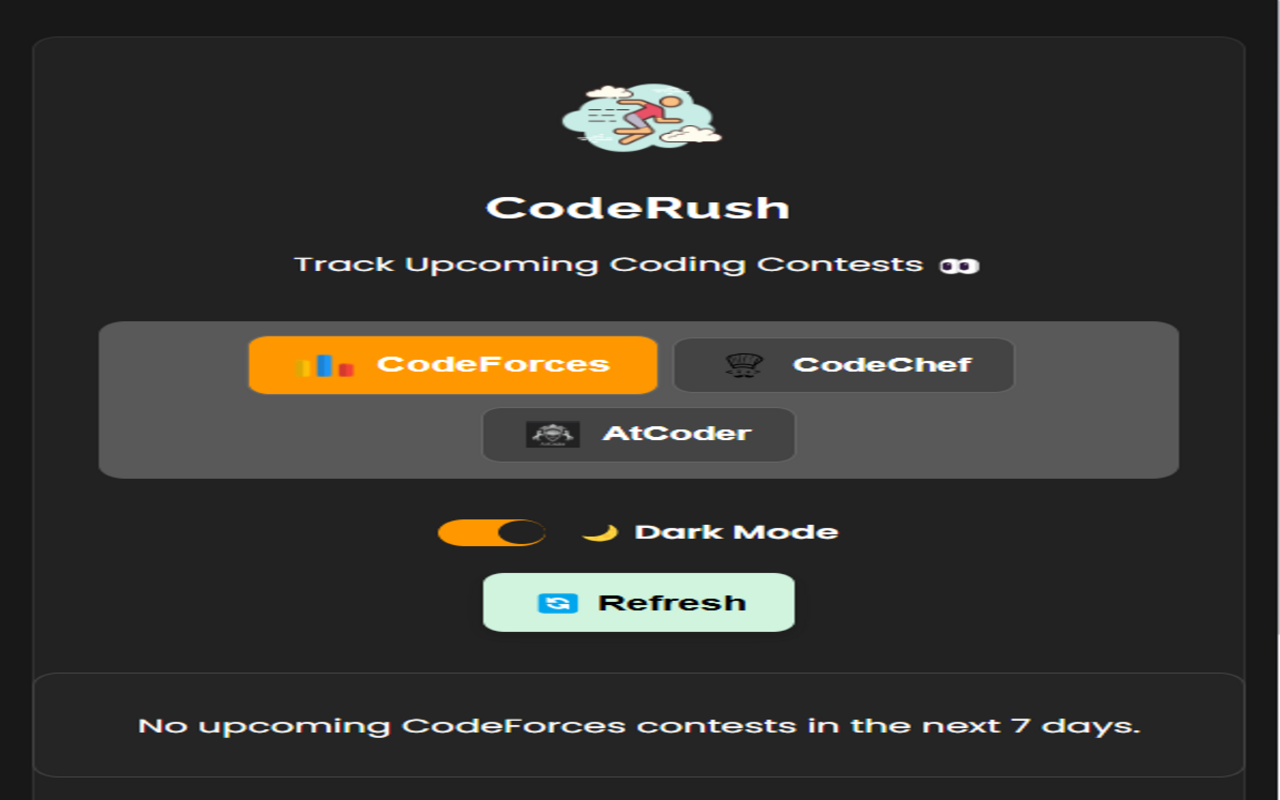 CodeRush
Track Upcoming Coding Contests 👀
CodeForces
CodeChef
AtCoder
🌙 Dark Mode
🔄 Refresh
No upcoming CodeForces contests in the next 7 days.